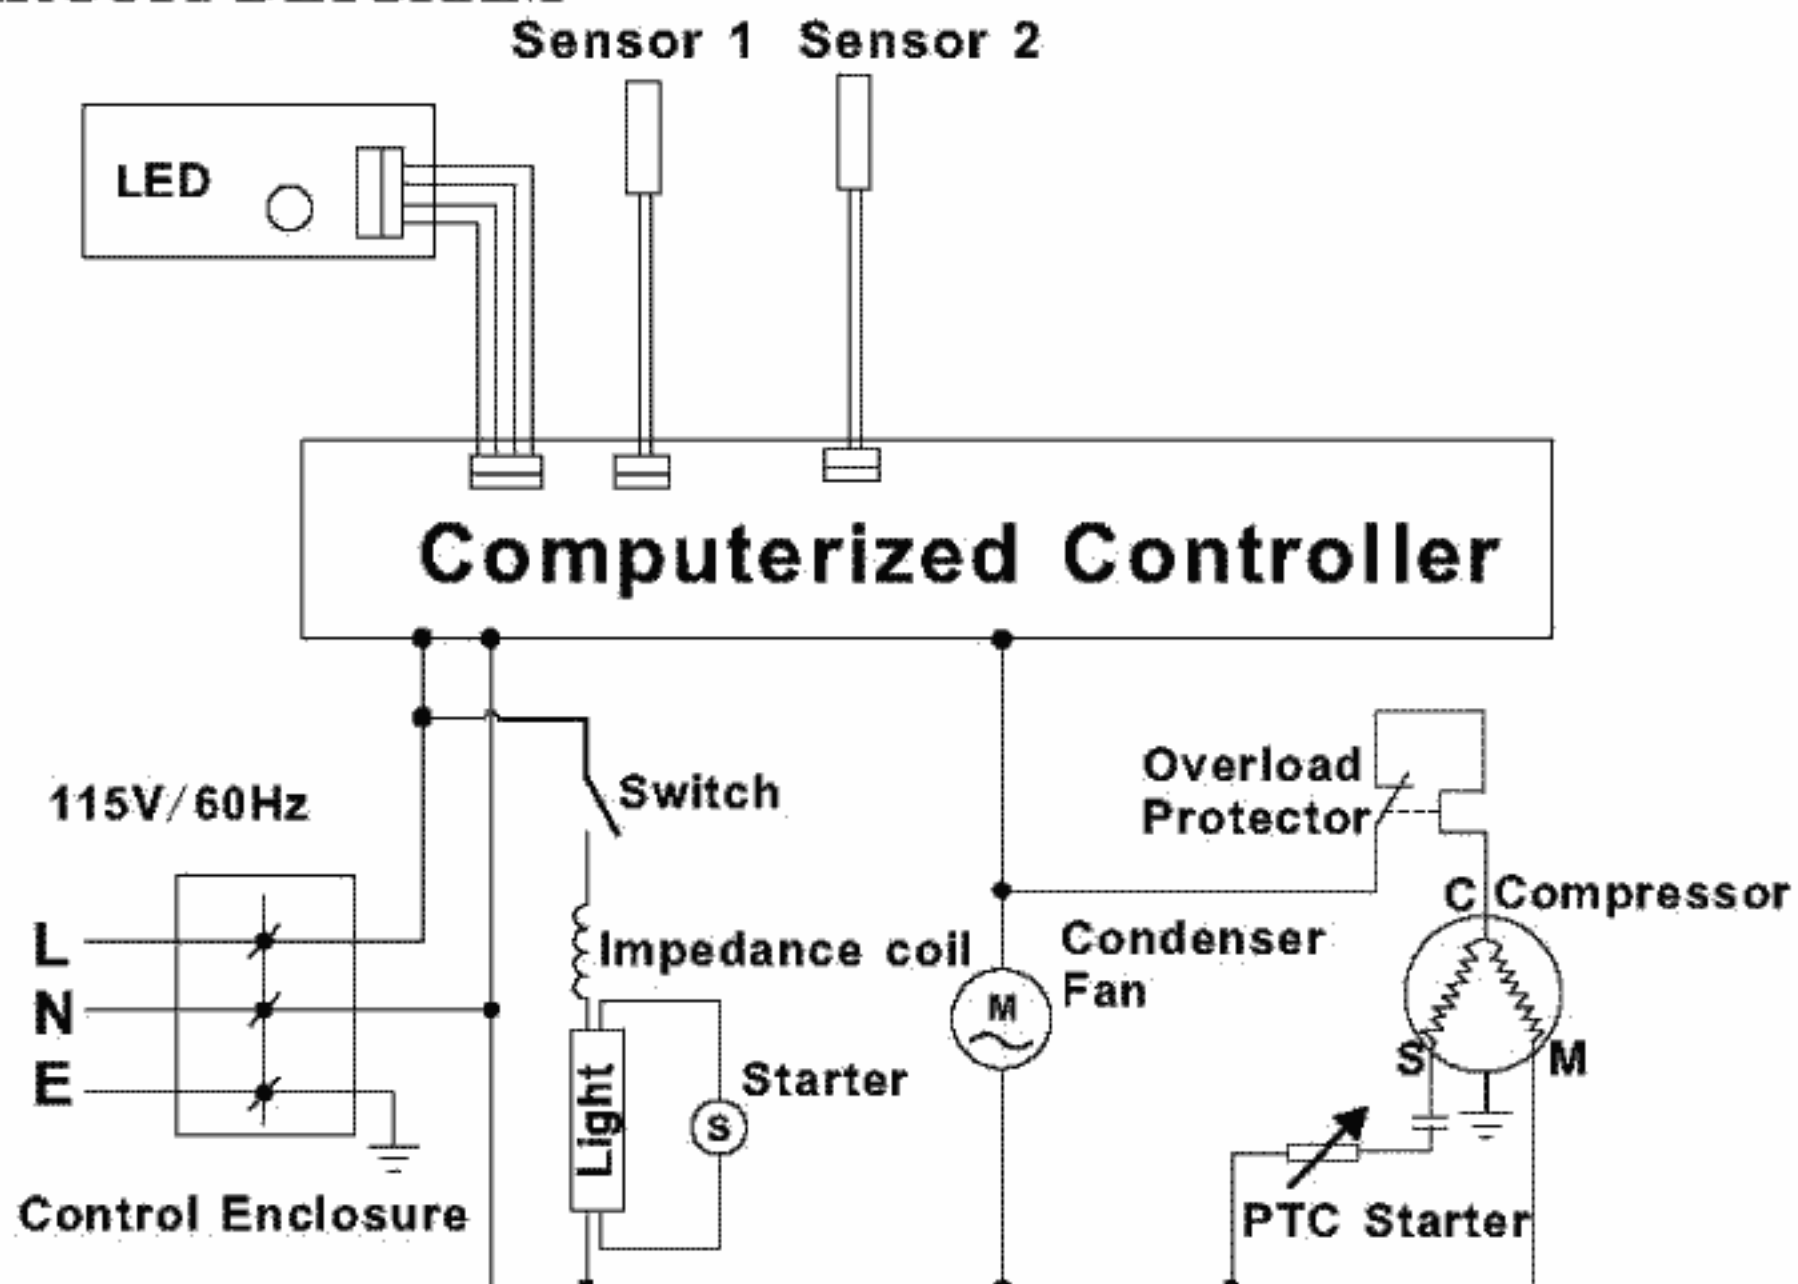 Sensor 1 Sensor 2
LED
Computerized Controller
115V/60Hz
Switch
Overload
Protector
C Compressor
L
N
E
Impedance coil
Condenser
Fan
M
S
M
Light
Starter
S
PTC Starter
Control Enclosure